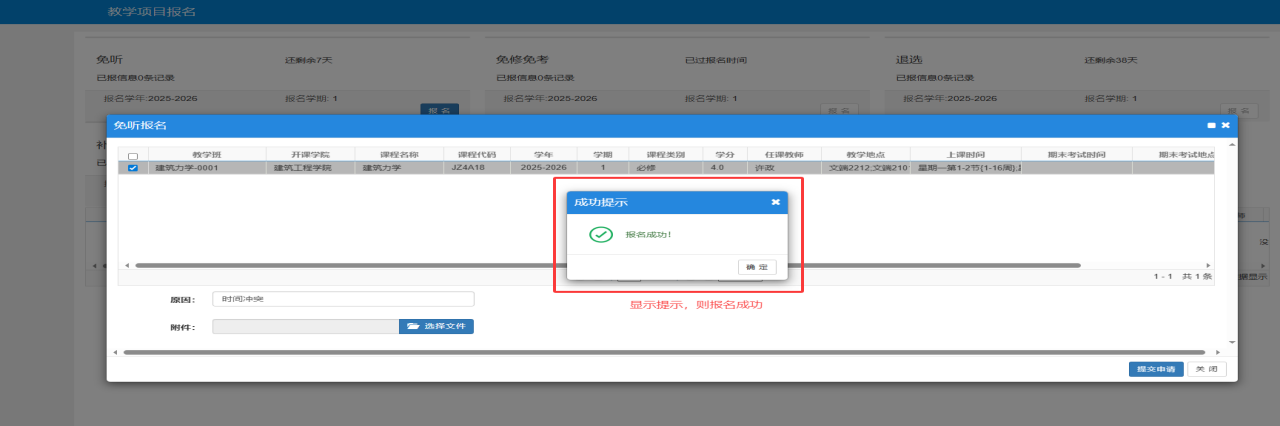 教学项目报名
免听 还剩余7天 免修免考 已过报名时间 退选 还剩余38天
已报信息0条记录 已报信息0条记录 已报信息0条记录
报名学年:2025-2026 报名学期: 1 报名学年:2025-2026 报名学期: 1 报名学年:2025-2026 报名学期: 1
报 名 报 名 报 名
免听报名
教学班 开课学院 课程名称 课程代码 学年 学期 课程类别 学分 任课教师 教学地点 上课时间 期末考试时间 期末考试地点
建筑力学-0001 建筑工程学院 建筑力学 JZ4A18 2025-2026 1 必修 4.0 许政 文端2212;文端210 星期一第1-2节{1-16周};
成功提示
报名成功!
确 定
1 - 1 共 1 条
显示提示，则报名成功
原因: 时间冲突
附件: 选择文件
提交申请 关 闭